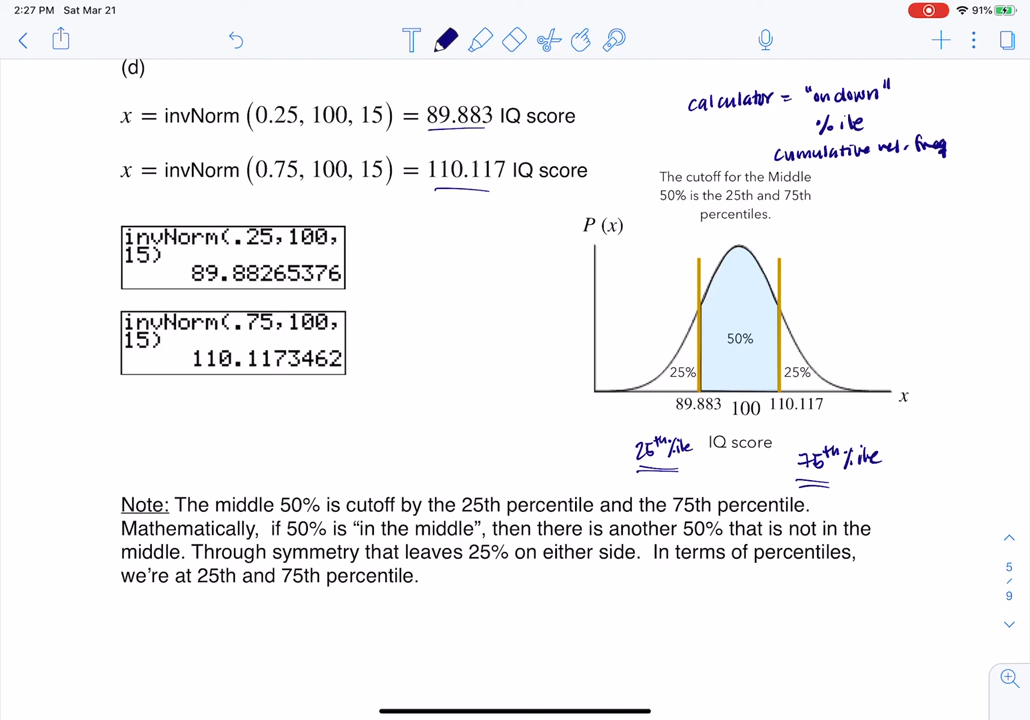 2:27 PM Sat Mar 21
91%
T
(d)
x = invNorm (0.25, 100, 15) = 89.883 IQ score
x = invNorm (0.75, 100, 15) = 110.117 IQ score
calculator = "on down"
%ile
cumulative rel. freq
The cutoff for the Middle
50% is the 25th and 75th
percentiles.
invNorm(.25,100,
15)
89.88265376
invNorm(.75,100,
15)
110.1173462
P (x)
50%
25%
25%
89.883 100 110.117
x
IQ score
25th %ile
75th %ile
Note: The middle 50% is cutoff by the 25th percentile and the 75th percentile.
Mathematically, if 50% is “in the middle”, then there is another 50% that is not in the
middle. Through symmetry that leaves 25% on either side. In terms of percentiles,
we’re at 25th and 75th percentile.
5
/
9